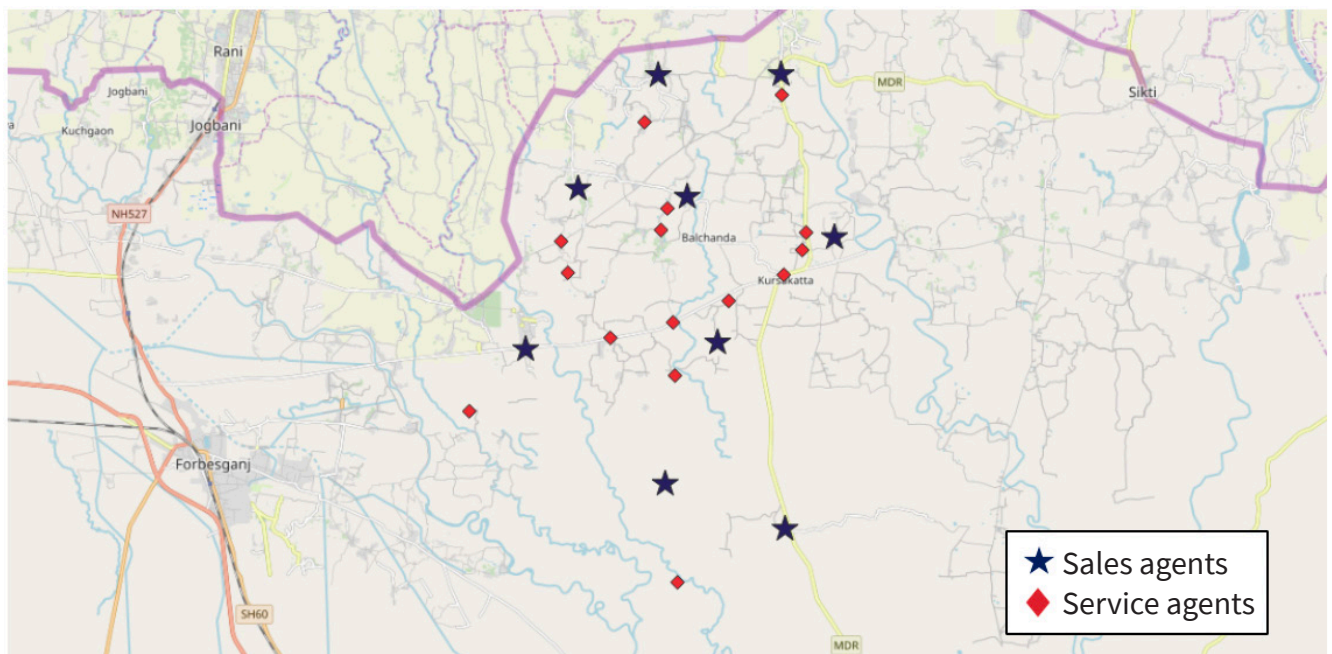 Rani
Jogbani
MDR
Sikti
Kuchgaon
Jogbani
NH527
Balchanda
Kursakatta
Forbesganj
Sales agents
Service agents
SH60
MDR